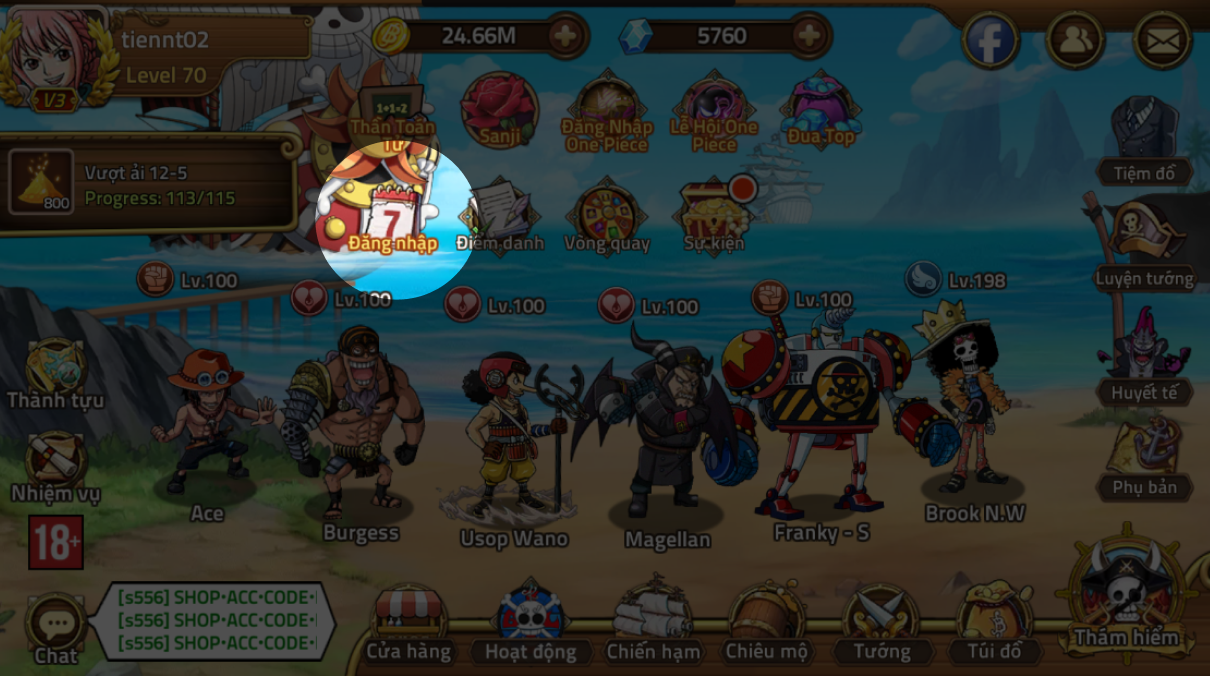 tiennt02
24.66M
5760
Level 70
V3
1+1=2
Thần Toán
Tử
Sanji
Đăng Nhập
One Piece
Lễ Hội One
Piece
Đua Top
Vượt ải 12-5
Progress: 113/115
800
Tiệm đồ
7
Đăng nhập
Điểm danh
Vòng quay
Sự kiện
Luyện tướng
Lv.100
Lv.100
Lv.100
Lv.100
Lv.100
Lv.198
Thành tựu
Huyết tế
Nhiệm vụ
Phụ bản
Ace
Burgess
Usop Wano
Magellan
Franky - S
Brook N.W
18+
[s556] SHOP•ACC•CODE•
[s556] SHOP•ACC•CODE•
[s556] SHOP•ACC•CODE•
Chat
Cửa hàng
Hoạt động
Chiến hạm
Chiêu mộ
Tướng
Túi đồ
Thám hiểm